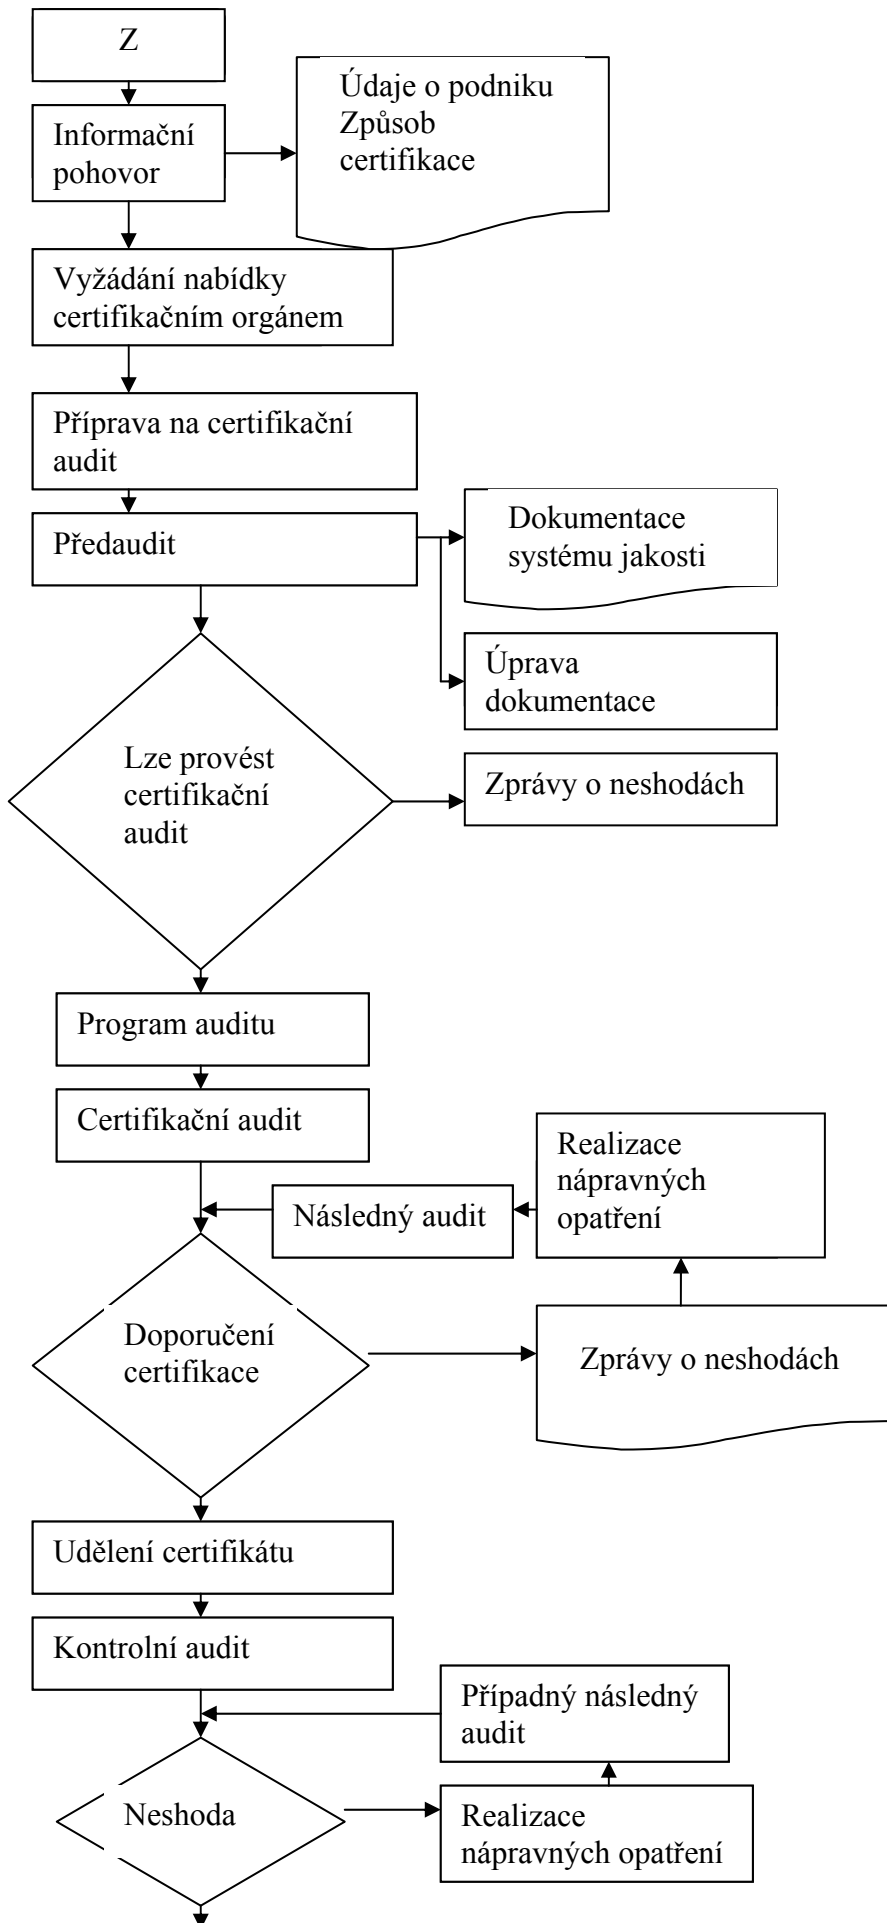 Z
Údaje o podniku
Způsob
certifikace
Informační
pohovor
Vyžádání nabídky
certifikačním orgánem
Příprava na certifikační
audit
Předaudit
Dokumentace
systému jakosti
Úprava
dokumentace
Lze provést
certifikační
audit
Zprávy o neshodách
Program auditu
Certifikační audit
Realizace
nápravných
opatření
Následný audit
Doporučení
certifikace
Zprávy o neshodách
Udělení certifikátu
Kontrolní audit
Případný následný
audit
Neshoda
Realizace
nápravných opatření